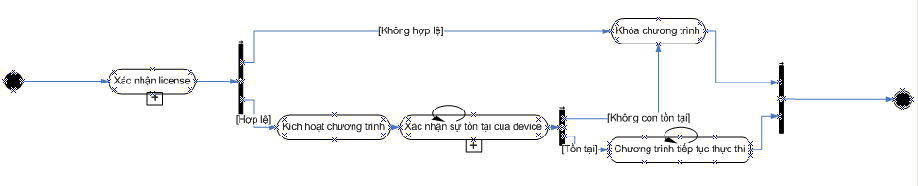 [Không hợp lệ]
Khóa chương trình
Xác nhận license
[Hợp lệ]
Kích hoạt chương trình
Xác nhận sự tồn tại của device
[Không con tồn tại]
[Tồn tại]
Chương trình tiếp tục thực thi